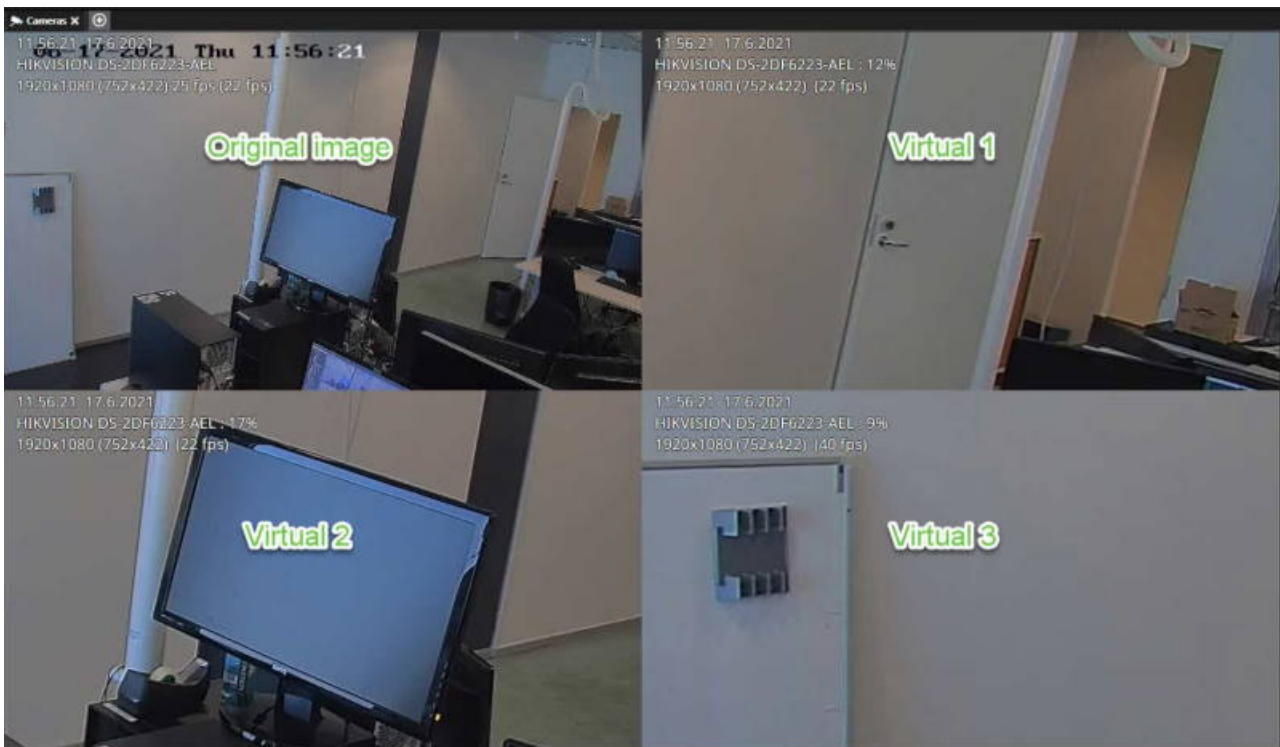 Cameras X
11.56.21 17.6.2021
06-17-2021 Thu 11:56:21
HIKVISION DS-2DF6223-AEL
1920x1080 (752x422) 25 fps (22 fps)
Original image
11.56.21 17.6.2021
HIKVISION DS-2DF6223-AEL : 12%
1920x1080 (752x422) (22 fps)
Virtual 1
11.56.21 17.6.2021
HIKVISION DS-2DF6223-AEL : 17%
1920x1080 (752x422) (22 fps)
Virtual 2
11.56.21 17.6.2021
HIKVISION DS-2DF6223-AEL : 9%
1920x1080 (752x422) (40 fps)
Virtual 3